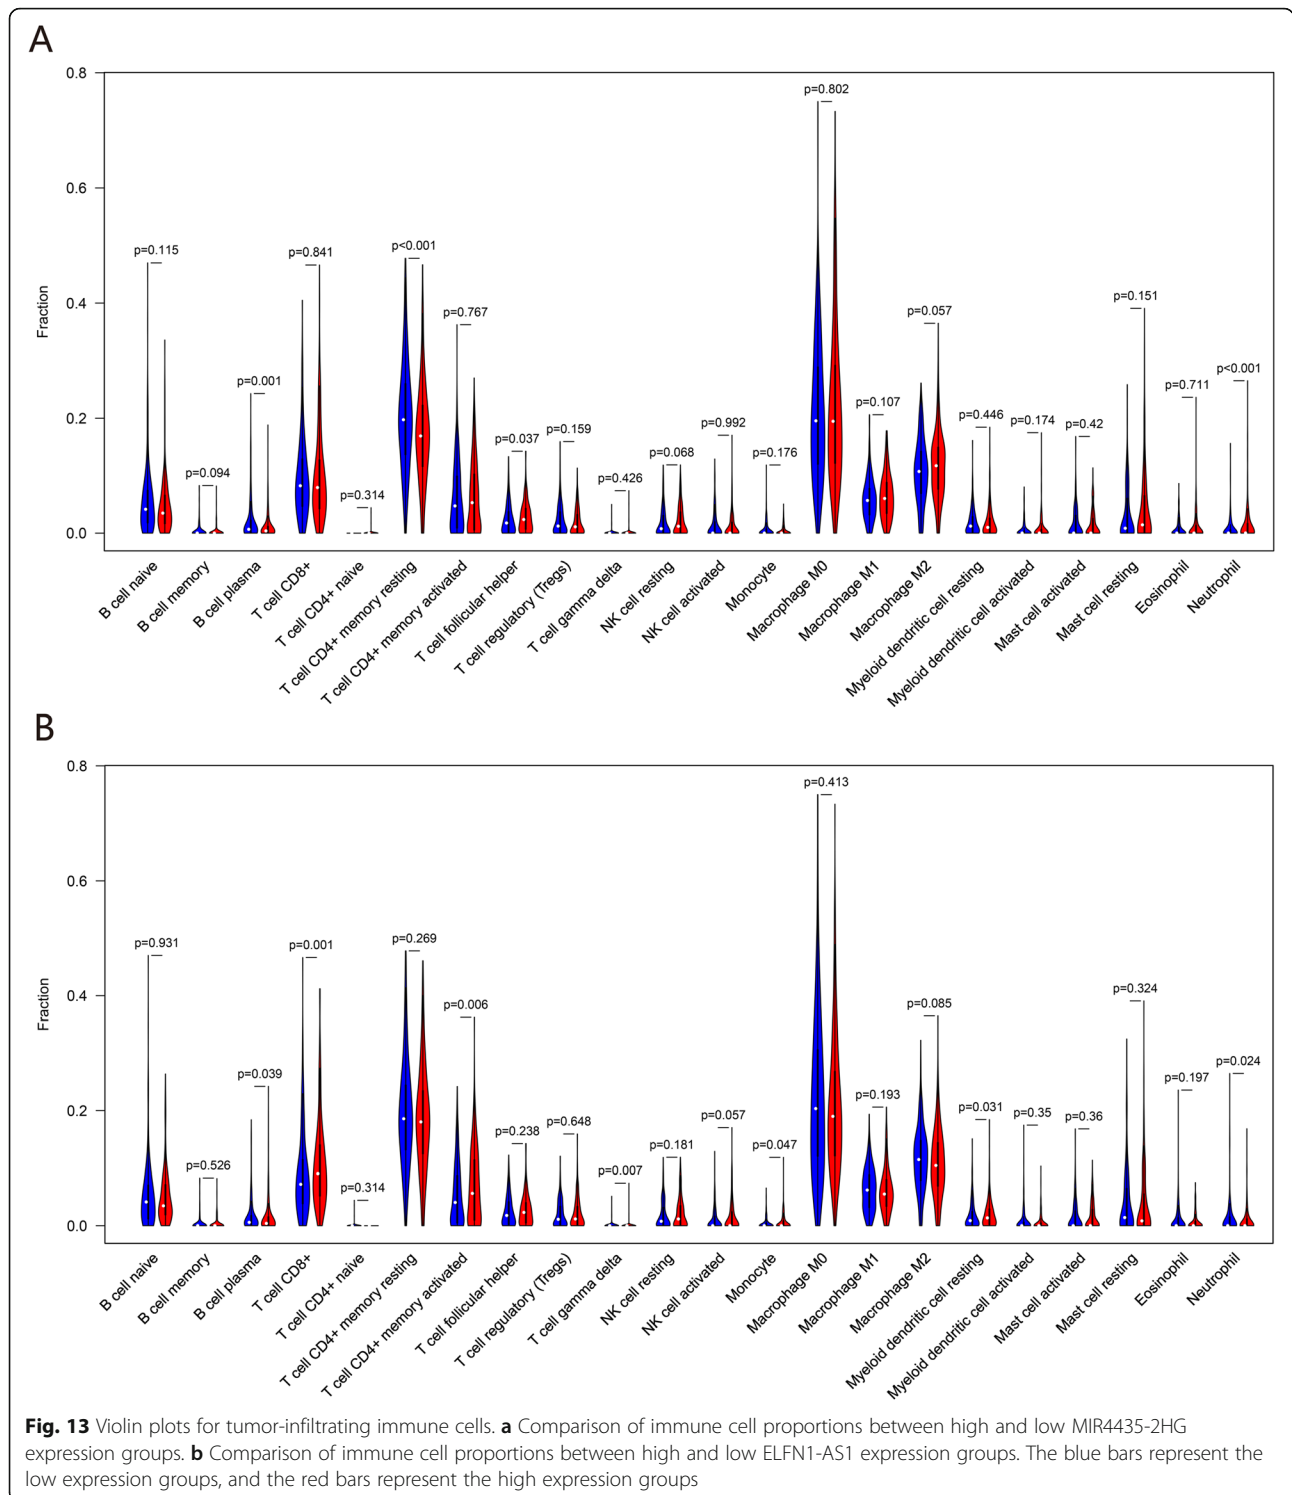 A
0.8
0.6
0.4
0.2
0.0
Fraction
p=0.115
p=0.094
p=0.001
p=0.841
p=0.314
p<0.001
p=0.767
p=0.037
p=0.159
p=0.426
p=0.068
p=0.992
p=0.176
p=0.802
p=0.107
p=0.057
p=0.446
p=0.174
p=0.42
p=0.151
p=0.711
p<0.001
B cell naive
B cell memory
B cell plasma
T cell CD8+
T cell CD4+ naive
T cell CD4+ memory resting
T cell CD4+ memory activated
T cell follicular helper
T cell regulatory (Tregs)
T cell gamma delta
NK cell resting
NK cell activated
Monocyte
Macrophage M0
Macrophage M1
Macrophage M2
Myeloid dendritic cell resting
Myeloid dendritic cell activated
Mast cell activated
Mast cell resting
Eosinophil
Neutrophil
B
0.8
0.6
0.4
0.2
0.0
Fraction
p=0.931
p=0.526
p=0.039
p=0.001
p=0.314
p=0.269
p=0.006
p=0.238
p=0.648
p=0.007
p=0.181
p=0.057
p=0.047
p=0.413
p=0.193
p=0.085
p=0.031
p=0.35
p=0.36
p=0.324
p=0.197
p=0.024
B cell naive
B cell memory
B cell plasma
T cell CD8+
T cell CD4+ naive
T cell CD4+ memory resting
T cell CD4+ memory activated
T cell follicular helper
T cell regulatory (Tregs)
T cell gamma delta
NK cell resting
NK cell activated
Monocyte
Macrophage M0
Macrophage M1
Macrophage M2
Myeloid dendritic cell resting
Myeloid dendritic cell activated
Mast cell activated
Mast cell resting
Eosinophil
Neutrophil
Fig. 13 Violin plots for tumor-infiltrating immune cells. a Comparison of immune cell proportions between high and low MIR4435-2HG
expression groups. b Comparison of immune cell proportions between high and low ELFN1-AS1 expression groups. The blue bars represent the
low expression groups, and the red bars represent the high expression groups